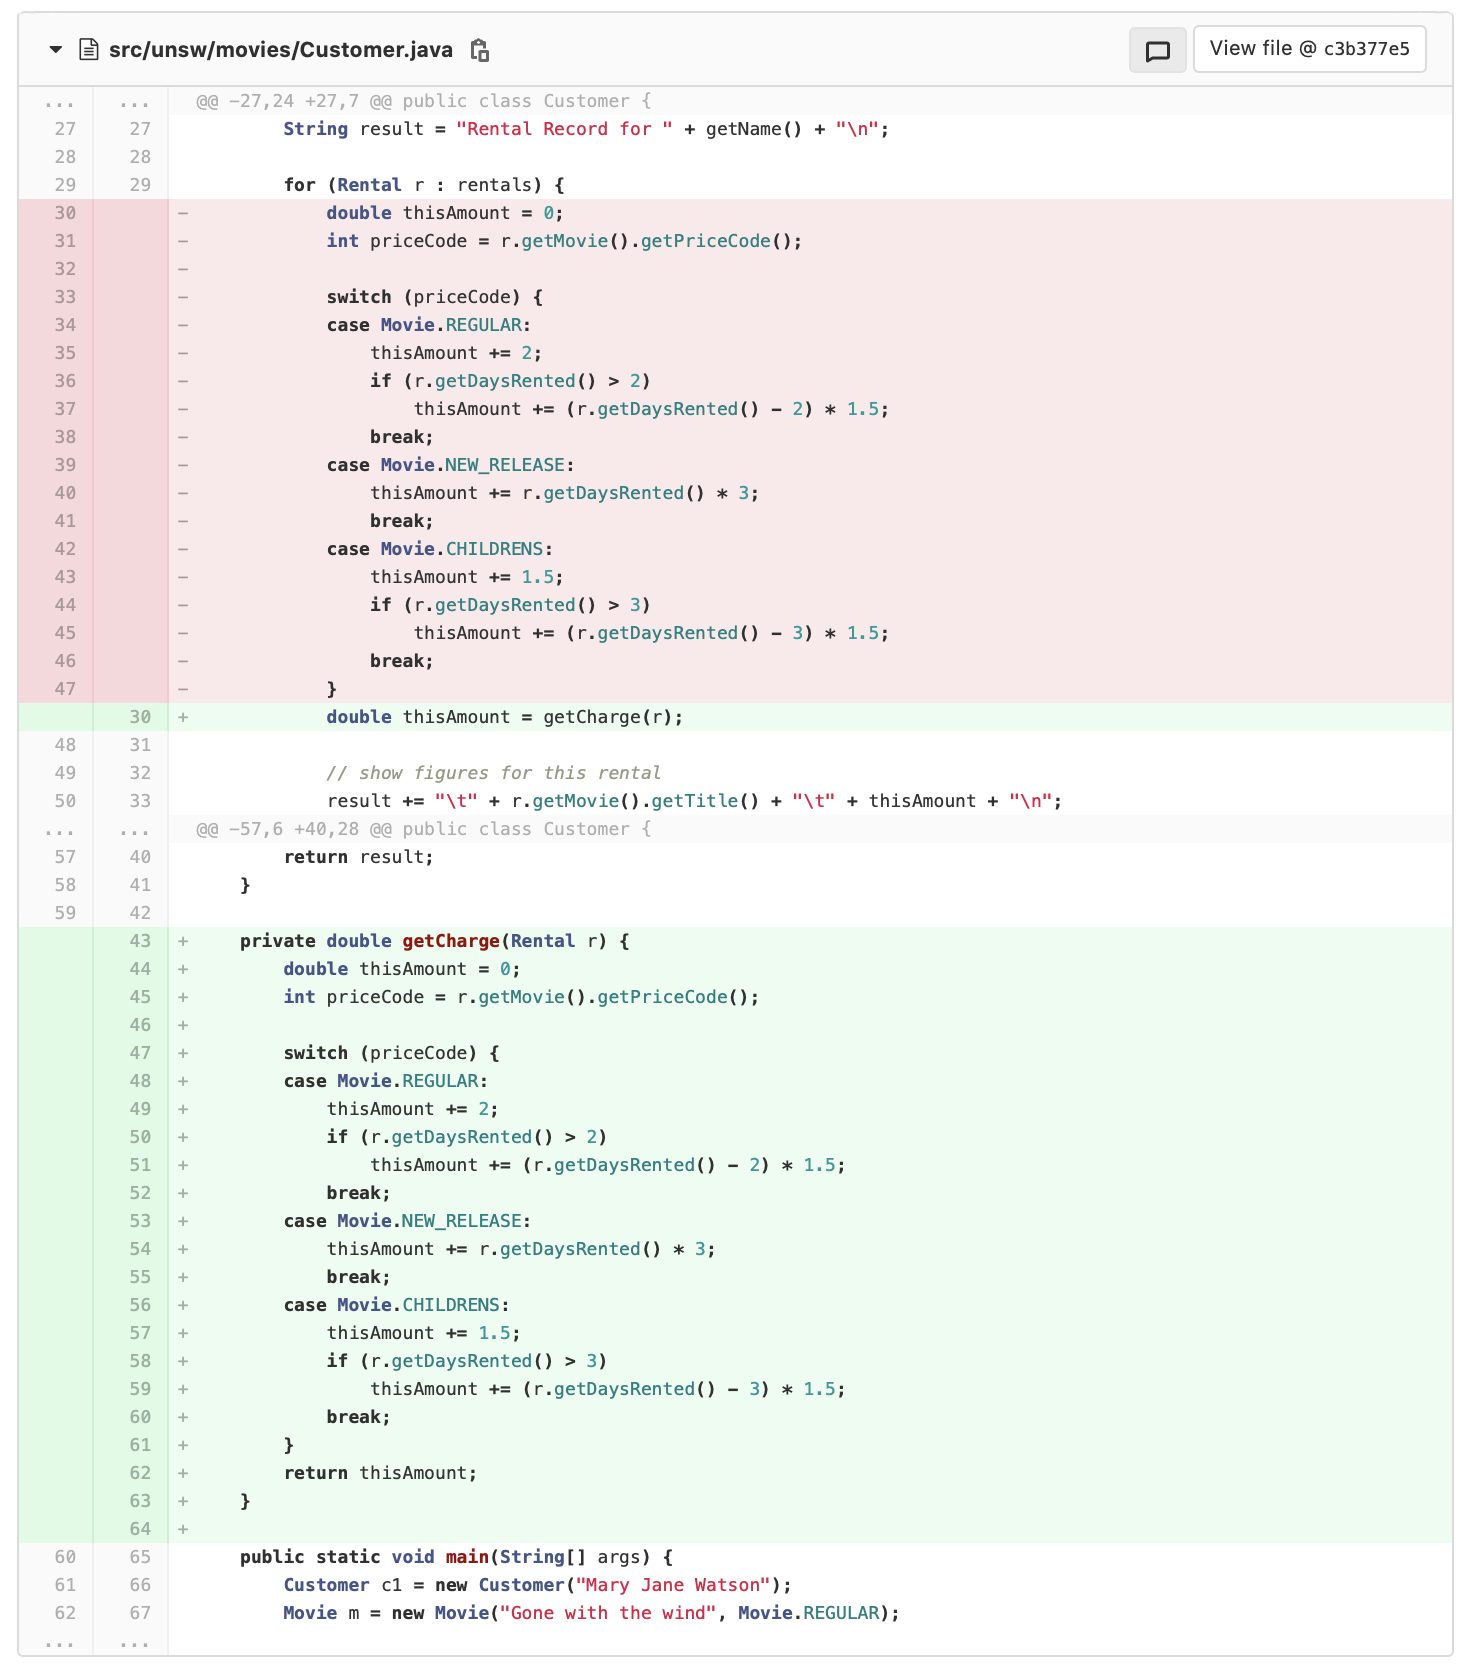 src/unsw/movies/Customer.java View file @ c3b377e5
... ... @@ -27,24 +27,7 @@ public class Customer {
27 27 String result = "Rental Record for " + getName() + "\n";
28 28
29 29 for (Rental r : rentals) {
30 - double thisAmount = 0;
31 - int priceCode = r.getMovie().getPriceCode();
32 -
33 - switch (priceCode) {
34 - case Movie.REGULAR:
35 - thisAmount += 2;
36 - if (r.getDaysRented() > 2)
37 - thisAmount += (r.getDaysRented() - 2) * 1.5;
38 - break;
39 - case Movie.NEW_RELEASE:
40 - thisAmount += r.getDaysRented() * 3;
41 - break;
42 - case Movie.CHILDRENS:
43 - thisAmount += 1.5;
44 - if (r.getDaysRented() > 3)
45 - thisAmount += (r.getDaysRented() - 3) * 1.5;
46 - break;
47 - }
30 + double thisAmount = getCharge(r);
48 31
49 32 // show figures for this rental
50 33 result += "\t" + r.getMovie().getTitle() + "\t" + thisAmount + "\n";
... ... @@ -57,6 +40,28 @@ public class Customer {
57 40 return result;
58 41 }
59 42
43 + private double getCharge(Rental r) {
44 + double thisAmount = 0;
45 + int priceCode = r.getMovie().getPriceCode();
46 +
47 + switch (priceCode) {
48 + case Movie.REGULAR:
49 + thisAmount += 2;
50 + if (r.getDaysRented() > 2)
51 + thisAmount += (r.getDaysRented() - 2) * 1.5;
52 + break;
53 + case Movie.NEW_RELEASE:
54 + thisAmount += r.getDaysRented() * 3;
55 + break;
56 + case Movie.CHILDRENS:
57 + thisAmount += 1.5;
58 + if (r.getDaysRented() > 3)
59 + thisAmount += (r.getDaysRented() - 3) * 1.5;
60 + break;
61 + }
62 + return thisAmount;
63 + }
64 +
60 65 public static void main(String[] args) {
61 66 Customer c1 = new Customer("Mary Jane Watson");
62 67 Movie m = new Movie("Gone with the wind", Movie.REGULAR);
... ...